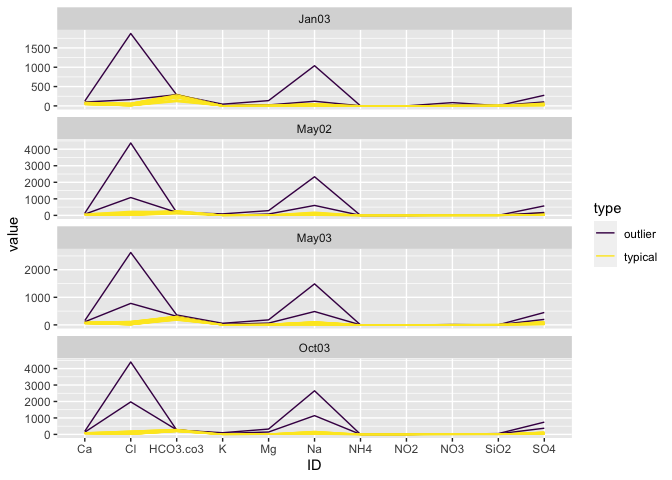 Jan03
1500
1000
500
0
May02
4000
3000
2000
1000
0
May03
2000
1000
0
Oct03
4000
3000
2000
1000
0
Ca Cl HCO3.co3 K Mg Na NH4 NO2 NO3 SiO2 SO4
ID
value
type
outlier
typical